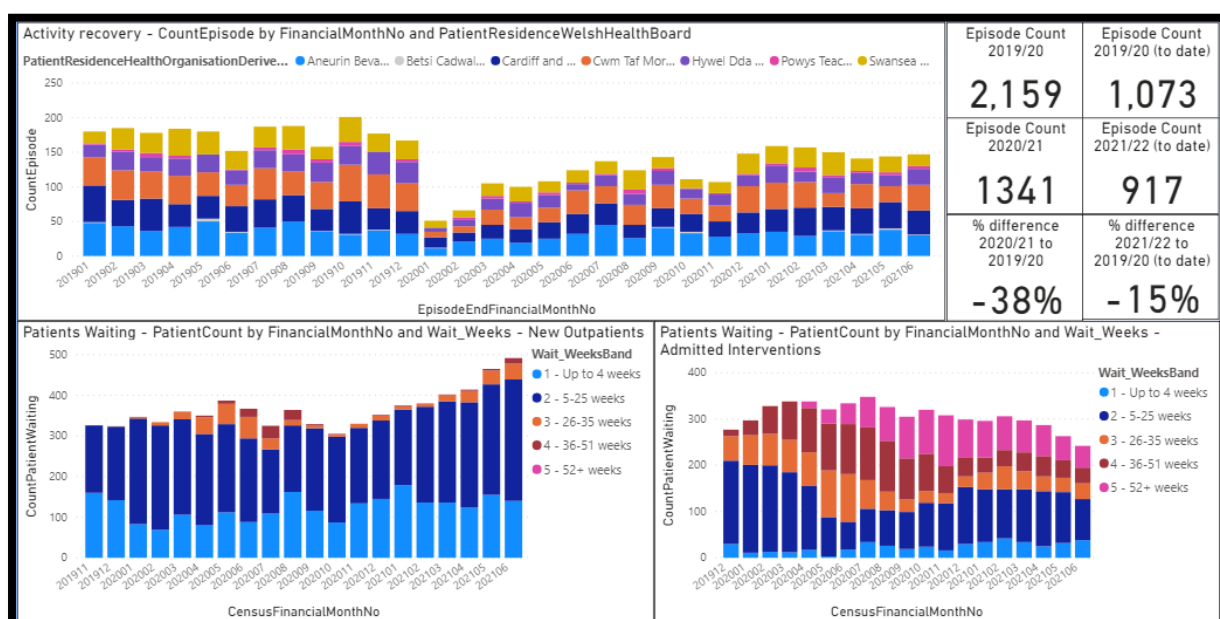 Activity recovery - CountEpisode by FinancialMonthNo and PatientResidenceWelshHealthBoard
PatientResidenceHealthOrganisationDerive... Aneurin Beva... Betsi Cadwal... Cardiff and ... Cwm Taf Mor... Hywel Dda ... Powys Teac... Swansea ...
250
200
150
100
50
0
CountEpisode
201901 201902 201903 201904 201905 201906 201907 201908 201909 201910 201911 201912 202001 202002 202003 202004 202005 202006 202007 202008 202009 202010 202011 202012 202101 202102 202103 202104 202105 202106
EpisodeEndFinancialMonthNo
Episode Count
2019/20
2,159
Episode Count
2019/20 (to date)
1,073
Episode Count
2020/21
1341
Episode Count
2021/22 (to date)
917
% difference
2020/21 to
2019/20
-38%
% difference
2021/22 to
2019/20 (to date)
-15%
Patients Waiting - PatientCount by FinancialMonthNo and Wait_Weeks - New Outpatients
500
400
300
200
100
0
CountPatientWaiting
201911 201912 202001 202002 202003 202004 202005 202006 202007 202008 202009 202010 202011 202012 202101 202102 202103 202104 202105 202106
CensusFinancialMonthNo
Wait_WeeksBand
1 - Up to 4 weeks
2 - 5-25 weeks
3 - 26-35 weeks
4 - 36-51 weeks
5 - 52+ weeks
Patients Waiting - PatientCount by FinancialMonthNo and Wait_Weeks -
Admitted Interventions
400
300
200
100
0
CountPatientWaiting
201912 202001 202002 202003 202004 202005 202006 202007 202008 202009 202010 202011 202012 202101 202102 202103 202104 202105 202106
CensusFinancialMonthNo
Wait_WeeksBand
1 - Up to 4 weeks
2 - 5-25 weeks
3 - 26-35 weeks
4 - 36-51 weeks
5 - 52+ weeks